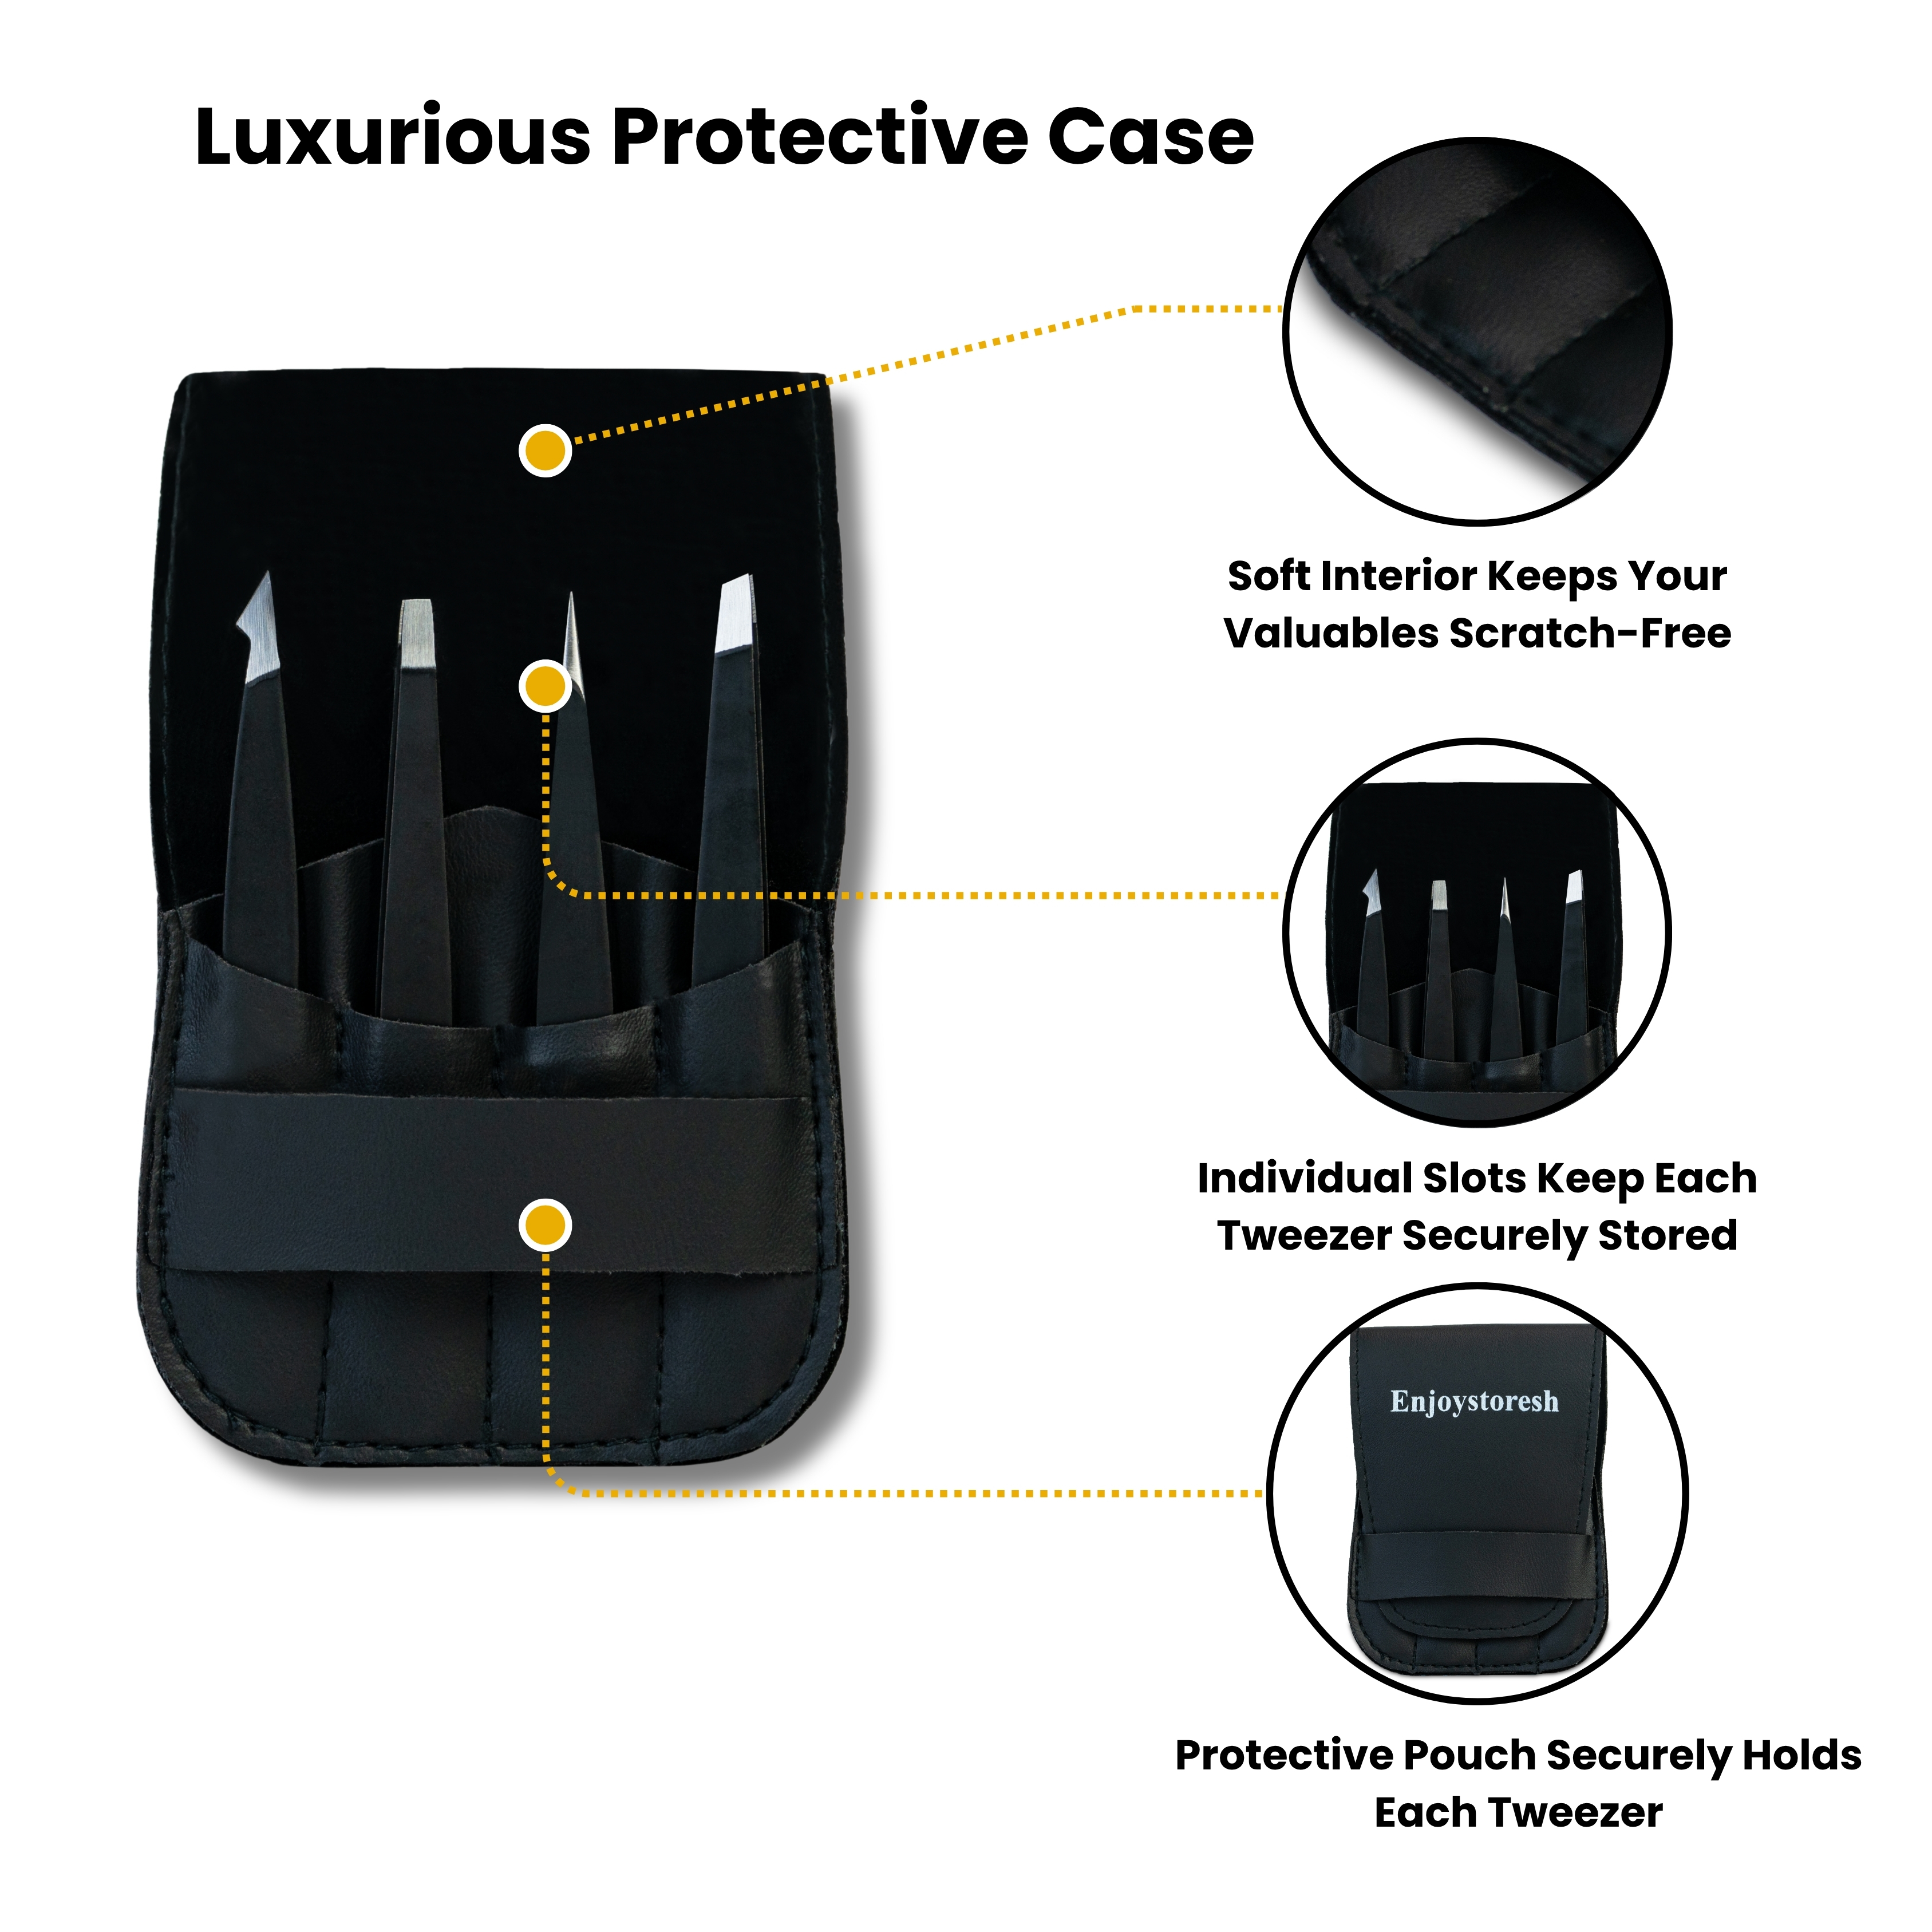 Luxurious Protective Case
Soft Interior Keeps Your
Valuables Scratch-Free
Individual Slots Keep Each
Tweezer Securely Stored
Enjoystoresh
Protective Pouch Securely Holds
Each Tweezer